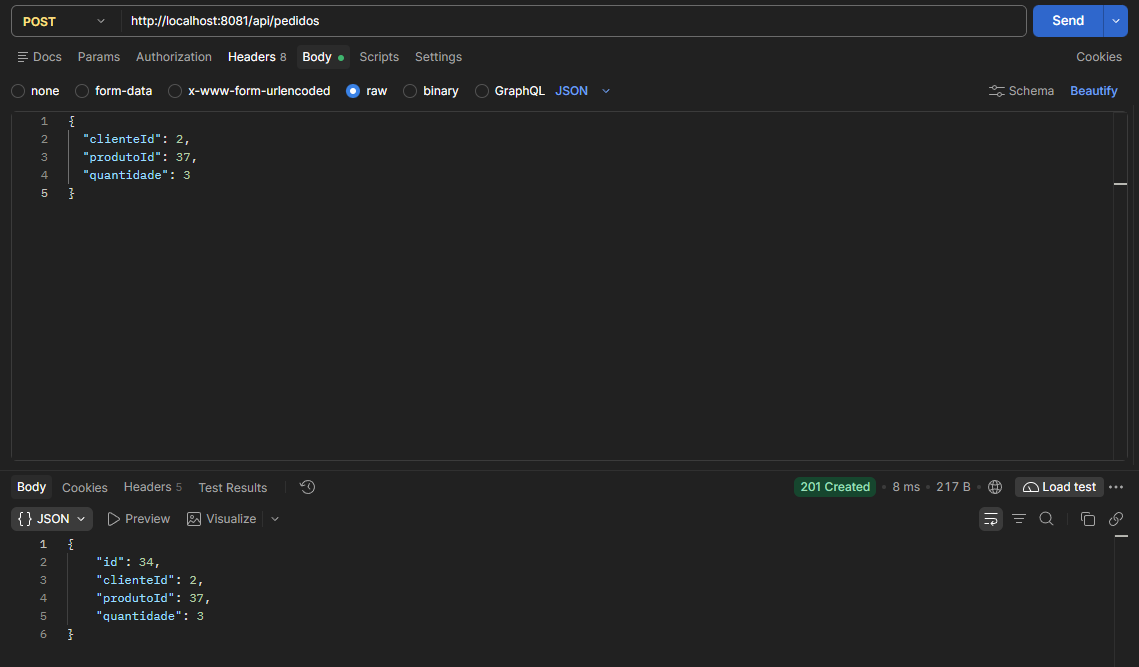 POST http://localhost:8081/api/pedidos Send
Docs Params Authorization Headers 8 Body Scripts Settings Cookies
none form-data x-www-form-urlencoded raw binary GraphQL JSON Schema Beautify
1 {
2 "clienteId": 2,
3 "produtoId": 37,
4 "quantidade": 3
5 }
Body Cookies Headers 5 Test Results 201 Created 8 ms 217 B Load test
{} JSON Preview Visualize
1 {
2 "id": 34,
3 "clienteId": 2,
4 "produtoId": 37,
5 "quantidade": 3
6 }